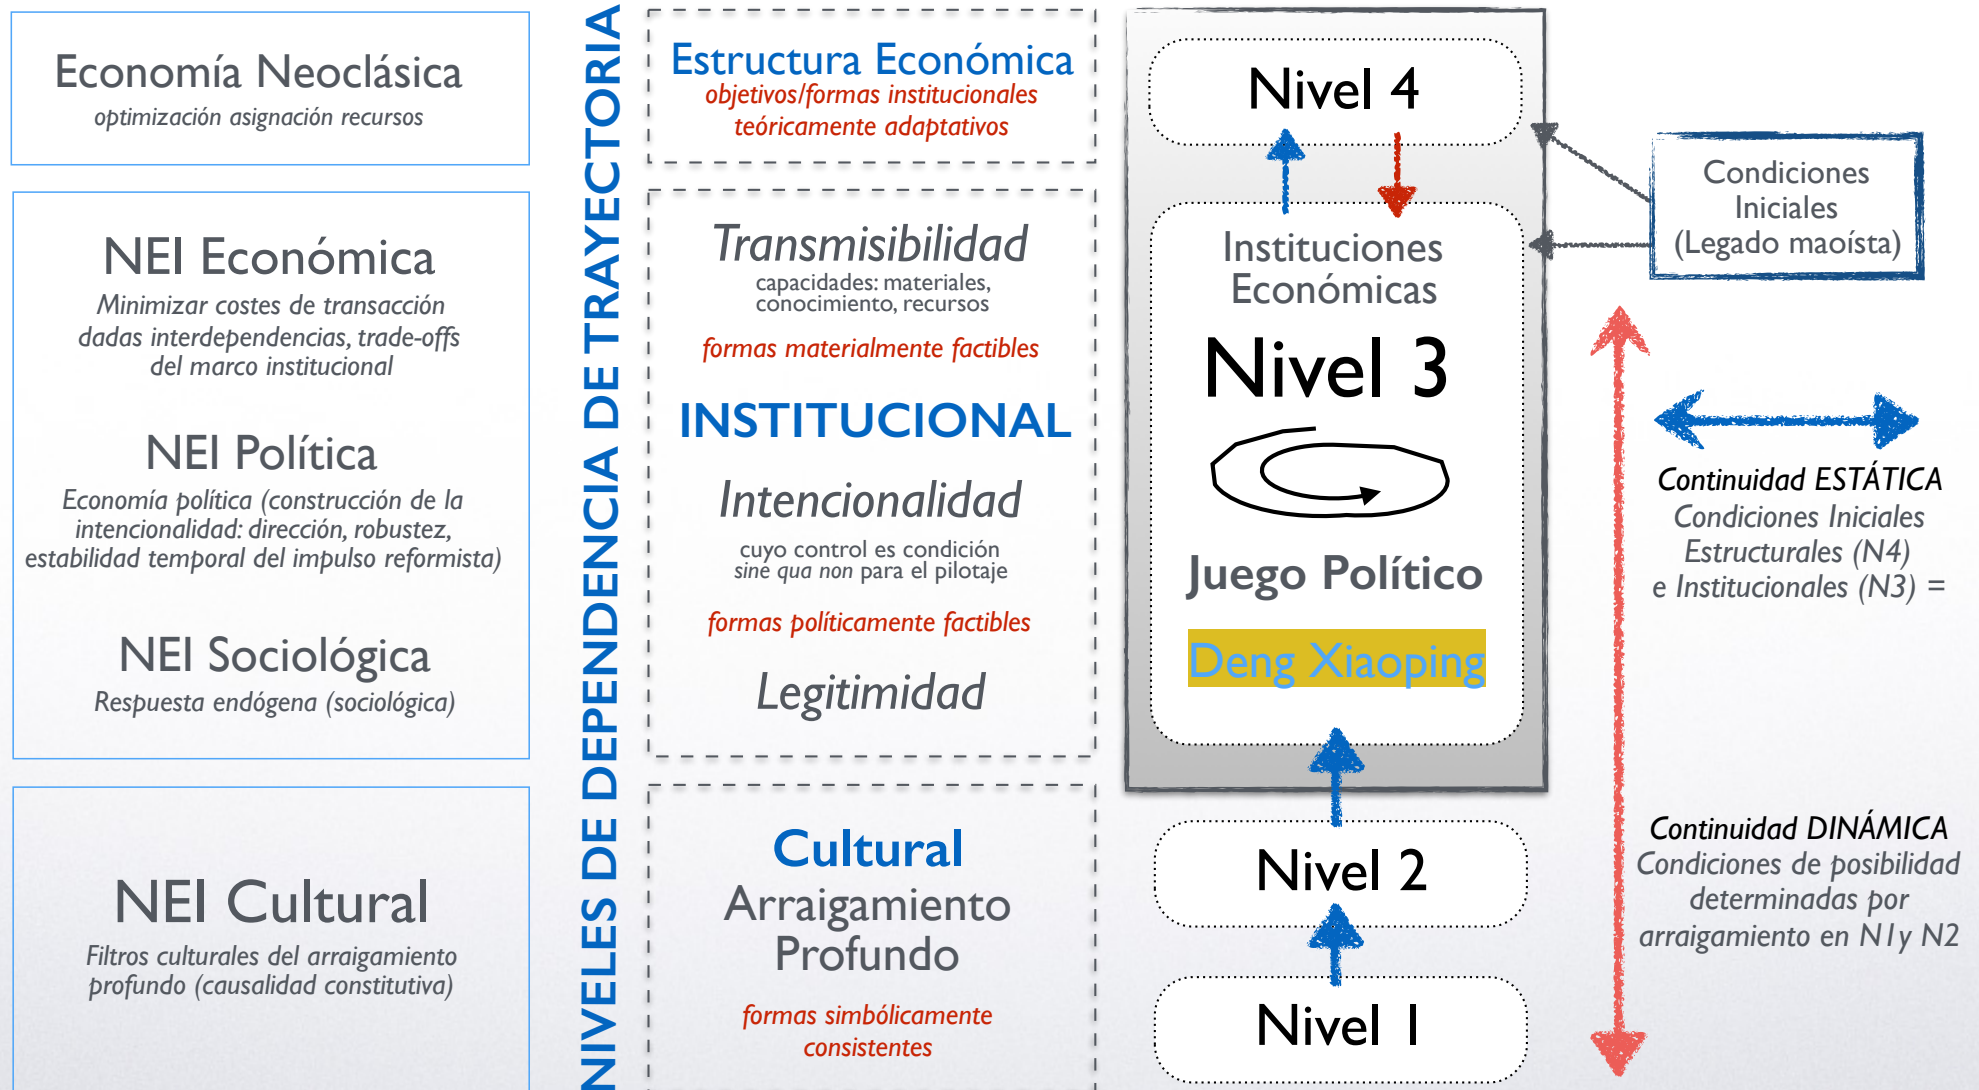 Economía Neoclásica
optimización asignación recursos
NEI Económica
Minimizar costes de transacción
dadas interdependencias, trade-offs
del marco institucional
NEI Política
Economía política (construcción de la
intencionalidad: dirección, robustez,
estabilidad temporal del impulso reformista)
NEI Sociológica
Respuesta endógena (sociológica)
NEI Cultural
Filtros culturales del arraigamiento
profundo (causalidad constitutiva)
NIVELES DE DEPENDENCIA DE TRAYECTORIA
Estructura Económica
objetivos/formas institucionales
teóricamente adaptativos
Transmisibilidad
capacidades: materiales,
conocimiento, recursos
formas materialmente factibles
INSTITUCIONAL
Intencionalidad
cuyo control es condición
sine qua non para el pilotaje
formas políticamente factibles
Legitimidad
Cultural
Arraigamiento
Profundo
formas simbólicamente
consistentes
Nivel 4
Instituciones
Económicas
Nivel 3
Juego Político
Deng Xiaoping
Nivel 2
Nivel 1
Condiciones
Iniciales
(Legado maoísta)
Continuidad ESTÁTICA
Condiciones Iniciales
Estructurales (N4)
e Institucionales (N3) =
Continuidad DINÁMICA
Condiciones de posibilidad
determinadas por
arraigamiento en N1y N2